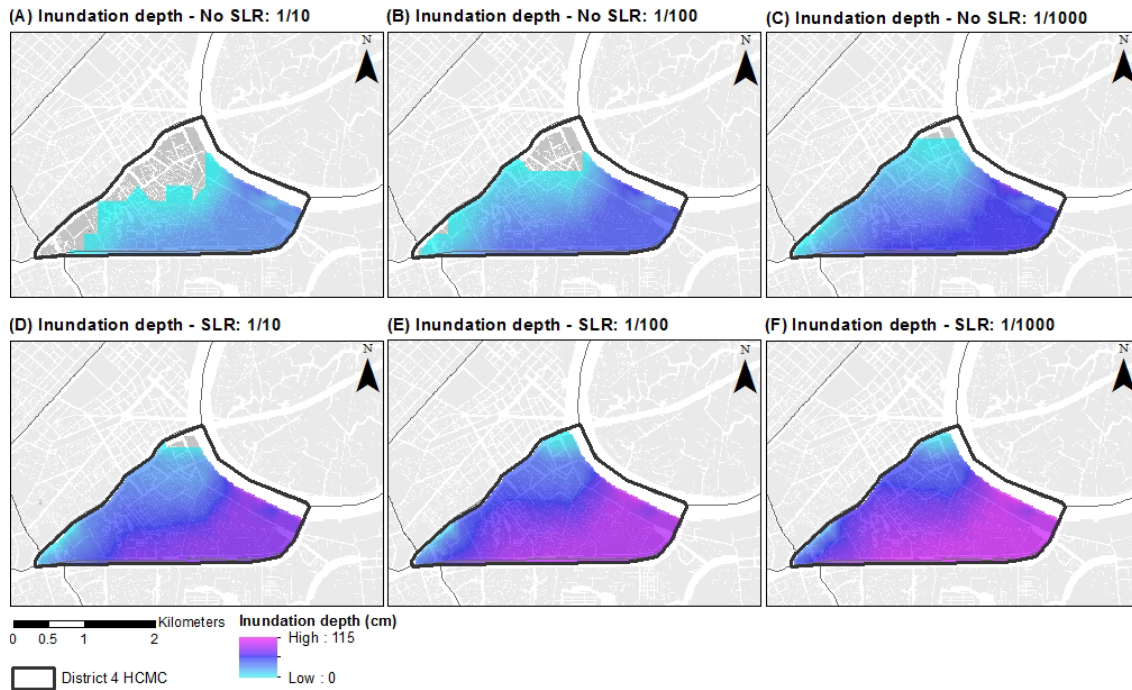 (A) Inundation depth - No SLR: 1/10
(B) Inundation depth - No SLR: 1/100
(C) Inundation depth - No SLR: 1/1000
N
N
N
(D) Inundation depth - SLR: 1/10
(E) Inundation depth - SLR: 1/100
(F) Inundation depth - SLR: 1/1000
N
N
N
Kilometers
0 0.5 1 2
District 4 HCMC
Inundation depth (cm)
High : 115
Low : 0